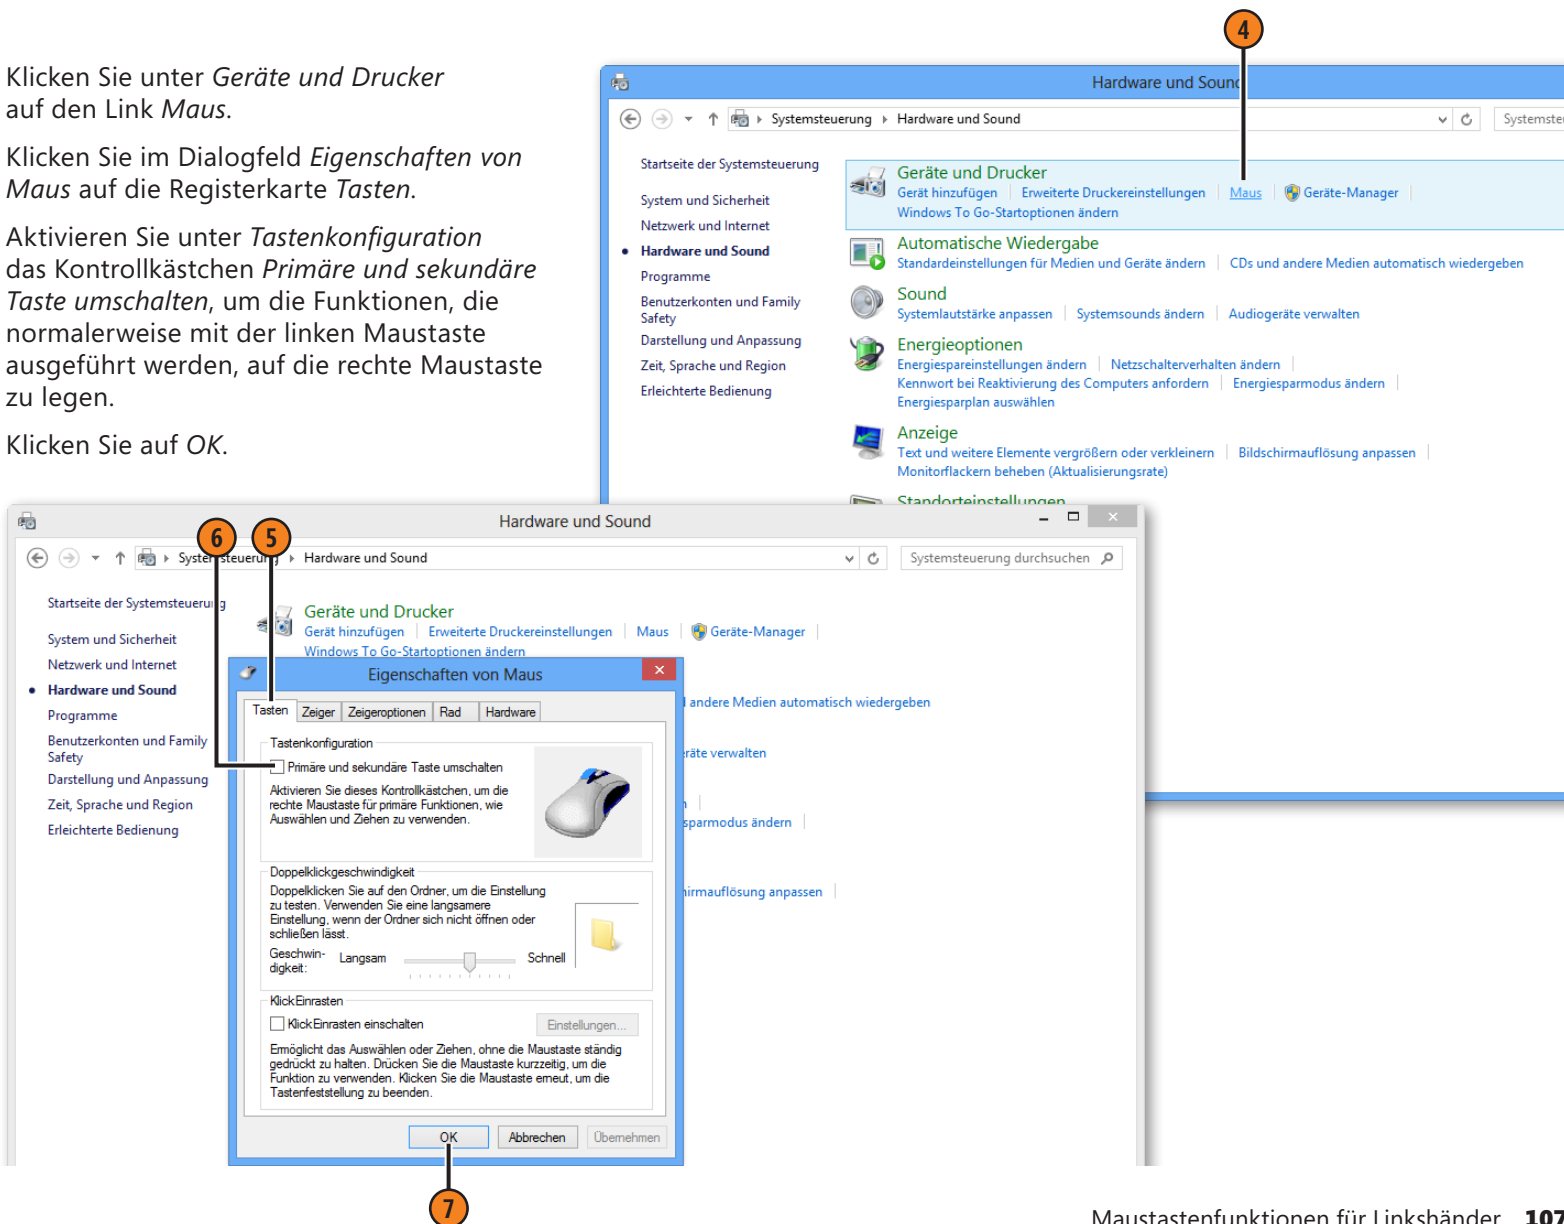 4
Klicken Sie unter Geräte und Drucker
auf den Link Maus.
Klicken Sie im Dialogfeld Eigenschaften von
Maus auf die Registerkarte Tasten.
Aktivieren Sie unter Tastenkonfiguration
das Kontrollkästchen Primäre und sekundäre
Taste umschalten, um die Funktionen, die
normalerweise mit der linken Maustaste
ausgeführt werden, auf die rechte Maustaste
zu legen.
Klicken Sie auf OK.
Hardware und Sound
Systemsteuerung Hardware und Sound
Startseite der Systemsteuerung
System und Sicherheit
Netzwerk und Internet
Hardware und Sound
Programme
Benutzerkonten und Family
Safety
Darstellung und Anpassung
Zeit, Sprache und Region
Erleichterte Bedienung
Geräte und Drucker
Gerät hinzufügen Erweiterte Druckereinstellungen Maus Geräte-Manager
Windows To Go-Startoptionen ändern
Automatische Wiedergabe
Standardeinstellungen für Medien und Geräte ändern CDs und andere Medien automatisch wiedergeben
Sound
Systemlautstärke anpassen Systemsounds ändern Audiogeräte verwalten
Energieoptionen
Energiespareinstellungen ändern Netzschalterverhalten ändern
Kennwort bei Reaktivierung des Computers anfordern Energiesparmodus ändern
Energiesparplan auswählen
Anzeige
Text und weitere Elemente vergrößern oder verkleinern Bildschirmauflösung anpassen
Monitorflackern beheben (Aktualisierungsrate)
Standorteinstellungen
6 5
Hardware und Sound
Systemsteuerung Hardware und Sound Systemsteuerung durchsuchen
Startseite der Systemsteuerung
System und Sicherheit
Netzwerk und Internet
Hardware und Sound
Programme
Benutzerkonten und Family
Safety
Darstellung und Anpassung
Zeit, Sprache und Region
Erleichterte Bedienung
Geräte und Drucker
Gerät hinzufügen Erweiterte Druckereinstellungen Maus Geräte-Manager
Windows To Go-Startoptionen ändern
andere Medien automatisch wiedergeben
verwalten
ändern
anpassen
Eigenschaften von Maus
Tasten Zeiger Zeigeroptionen Rad Hardware
Tastenkonfiguration
Primäre und sekundäre Taste umschalten
Aktivieren Sie dieses Kontrollkästchen, um die
rechte Maustaste für primäre Funktionen, wie
Auswählen und Ziehen zu verwenden.
Doppelklickgeschwindigkeit
Doppelklicken Sie auf den Ordner, um die Einstellung
zu testen. Verwenden Sie eine langsamere
Einstellung, wenn der Ordner sich nicht öffnen oder
schließen lässt.
Geschwin-
digkeit: Langsam Schnell
KlickEinrasten
KlickEinrasten einschalten Einstellungen...
Ermöglicht das Auswählen oder Ziehen, ohne die Maustaste ständig
gedrückt zu halten. Drücken Sie die Maustaste kurzzeitig, um die
Funktion zu verwenden. Klicken Sie die Maustaste erneut, um die
Tastenfeststellung zu beenden.
OK Abbrechen Übernehmen
7
Maustastenfunktionen für Linkshänder 107